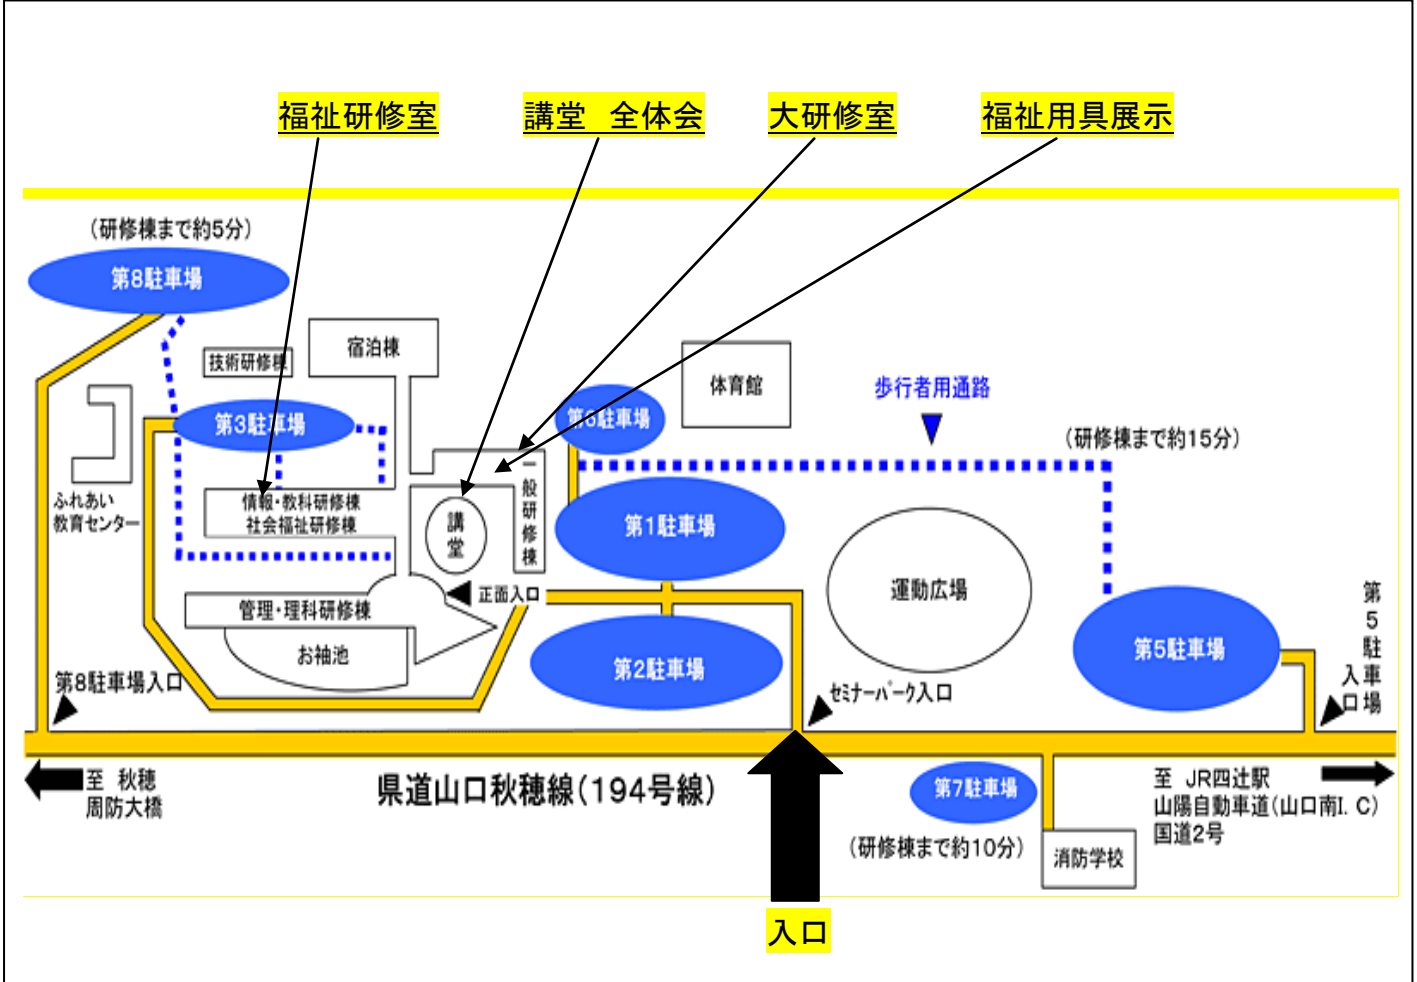 福祉研修室
講堂　全体会
大研修室
福祉用具展示
(研修棟まで約5分)
第8駐車場
宿泊棟
技術研修棟
体育館
歩行者用通路
第3駐車場
第6駐車場
(研修棟まで約15分)
ふれあい
教育センター
情報・教科研修棟
社会福祉研修棟
講堂
一般研修棟
第1駐車場
運動広場
正面入口
管理・理科研修棟
お袖池
第2駐車場
第5駐車場
第5駐車場
入口
第8駐車場入口
セミナーパーク入口
至 秋穂
周防大橋
県道山口秋穂線(194号線)
第7駐車場
(研修棟まで約10分)
消防学校
至 JR四辻駅
山陽自動車道(山口南I.C)
国道2号
入口